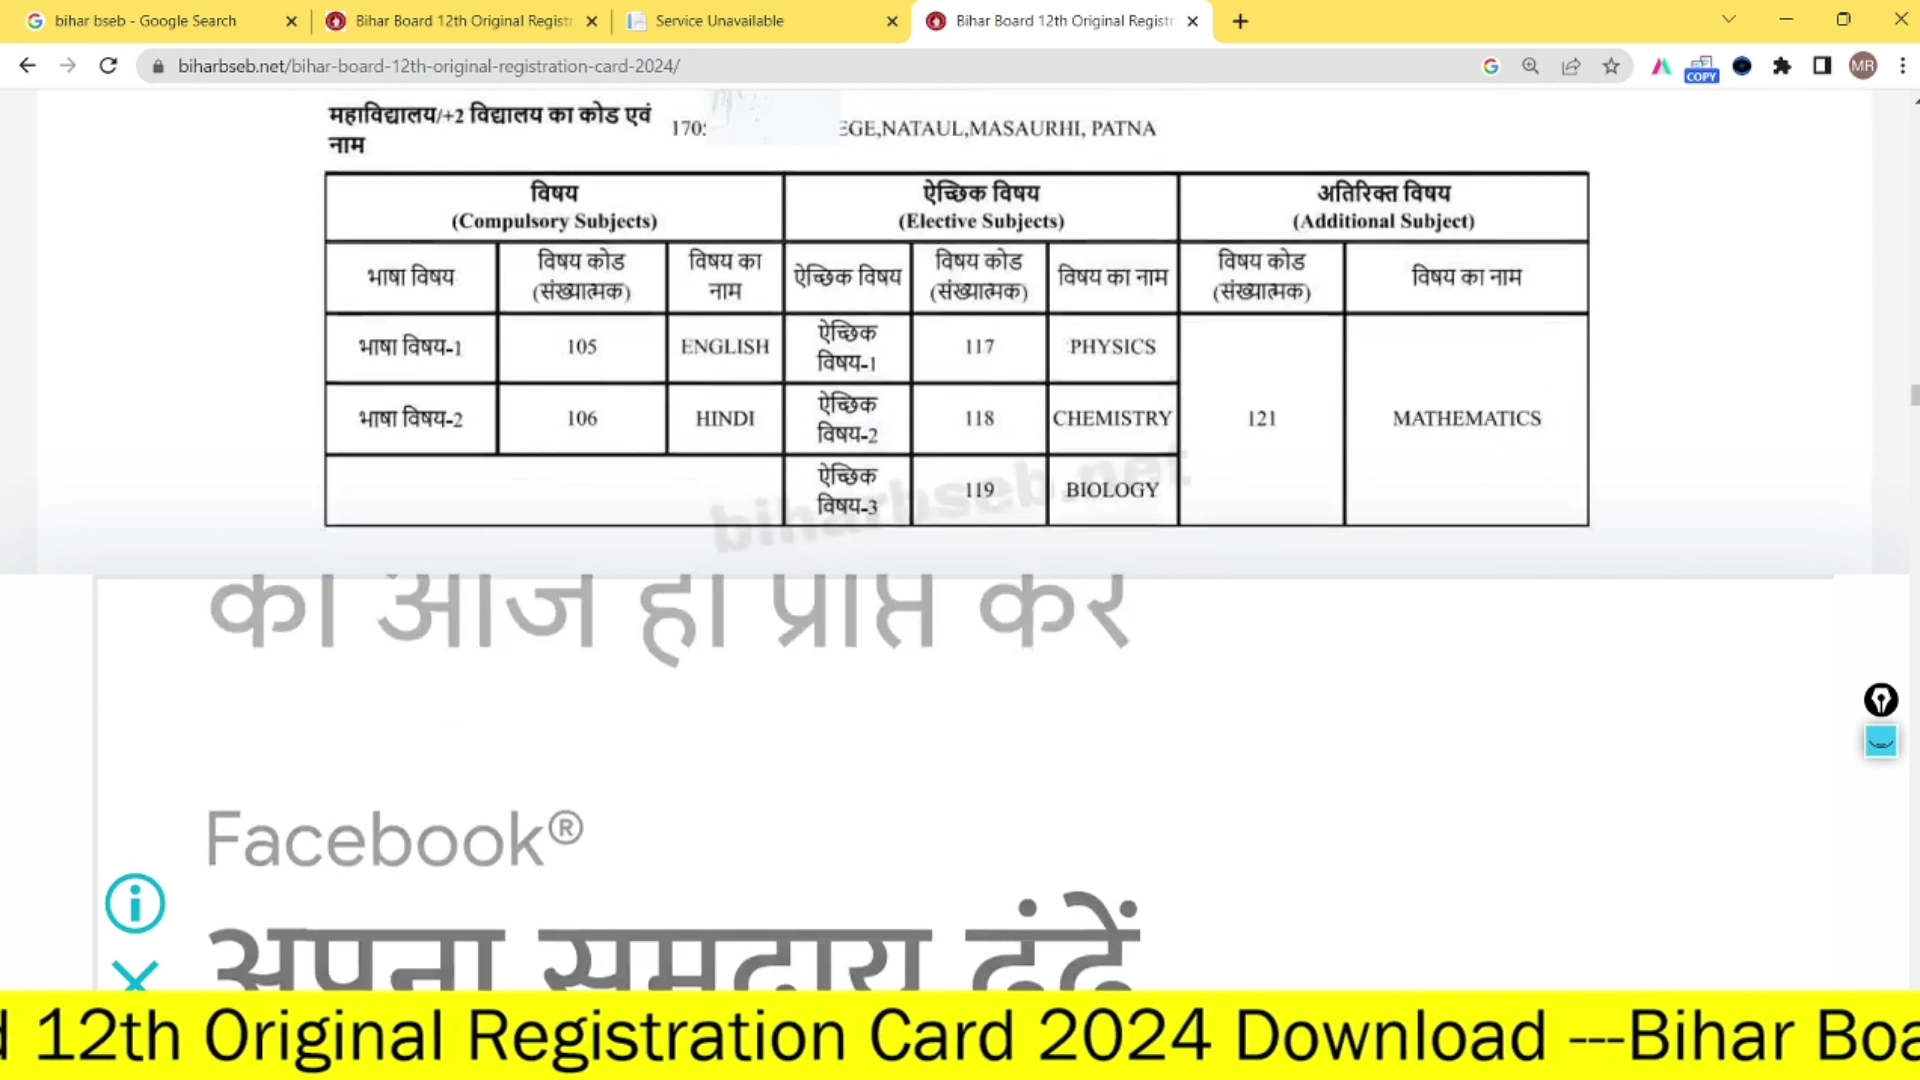 bihar bseb - Google Search
Bihar Board 12th Original Registr
Service Unavailable
Bihar Board 12th Original Registr
biharbseb.net/bihar-board-12th-original-registration-card-2024/
COPY
MR
महाविद्यालय/+2 विद्यालय का कोड एवं
नाम
EGE,NATAUL,MASAURHI, PATNA
विषय
(Compulsory Subjects)
ऐच्छिक विषय
(Elective Subjects)
अतिरिक्त विषय
(Additional Subject)
भाषा विषय
विषय कोड
(संख्यात्मक)
विषय का
नाम
ऐच्छिक विषय
विषय कोड
(संख्यात्मक)
विषय का नाम
विषय कोड
(संख्यात्मक)
विषय का नाम
भाषा विषय-1
105
ENGLISH
ऐच्छिक
विषय-1
117
PHYSICS
भाषा विषय-2
106
HINDI
ऐच्छिक
विषय-2
118
CHEMISTRY
121
MATHEMATICS
ऐच्छिक
विषय-3
119
BIOLOGY
biharbseb.net
आज ही प्राप्त करें
Facebook®
अपना समुदाय ढूंढें
12th Original Registration Card 2024 Download ---Bihar Boa